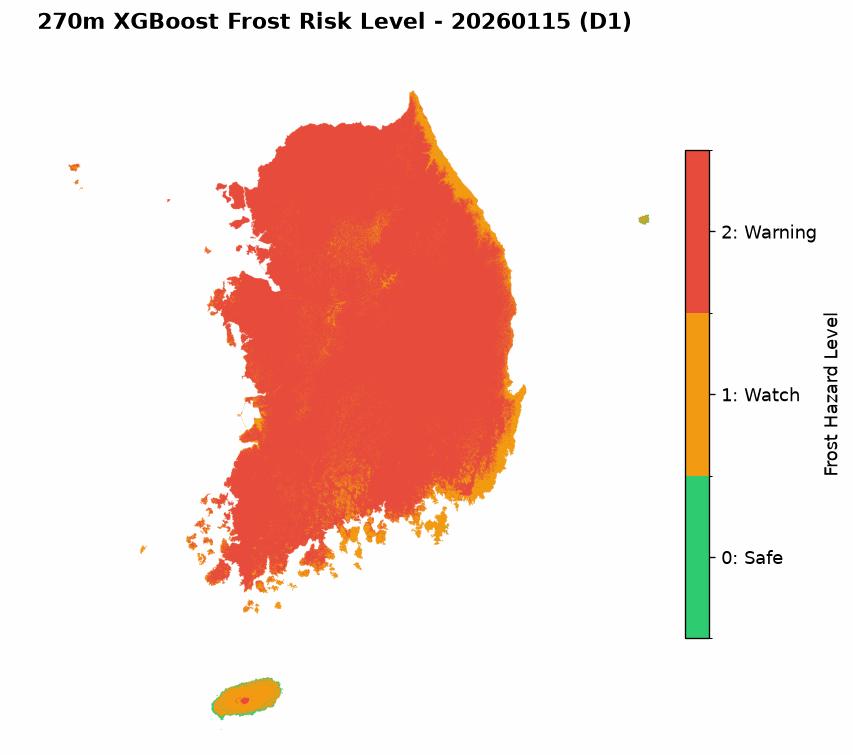 270m XGBoost Frost Risk Level - 20260115 (D1)
2: Warning
1: Watch
0: Safe
Frost Hazard Level